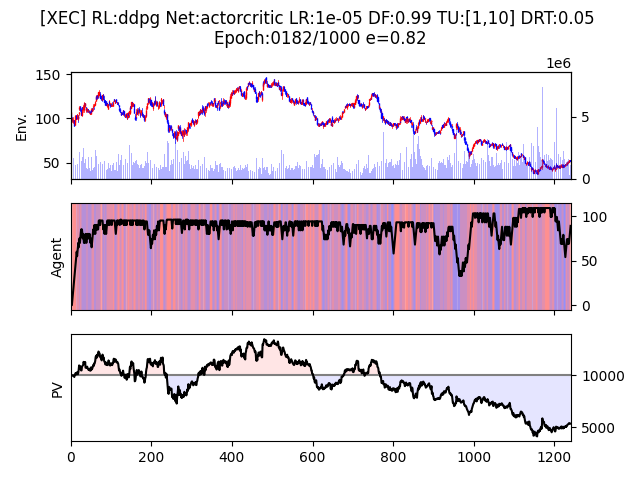 [XEC] RL:ddpg Net:actorcritic LR:1e-05 DF:0.99 TU:[1,10] DRT:0.05
Epoch:0182/1000 e=0.82
1e6
150
100
50
Env.
5
0
Agent
100
50
0
PV
10000
5000
0 200 400 600 800 1000 1200